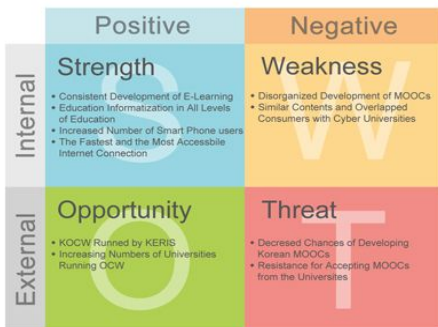 Positive
Negative
Internal
Strength
• Consistent Development of E-Learning
• Education Informatization in All Levels
of Education
• Increased Number of Smart Phone users
• The Fastest and the Most Accessbile
Internet Connection
S
Weakness
• Disorganized Development of MOOCs
• Similar Contents and Overlapped
Consumers with Cyber Universities
W
External
Opportunity
• KOCW Runned by KERIS
• Increasing Numbers of Universities
Running OCW
O
Threat
• Decresed Chances of Developing
Korean MOOCs
• Resistance for Accepting MOOCs
from the Universites
T